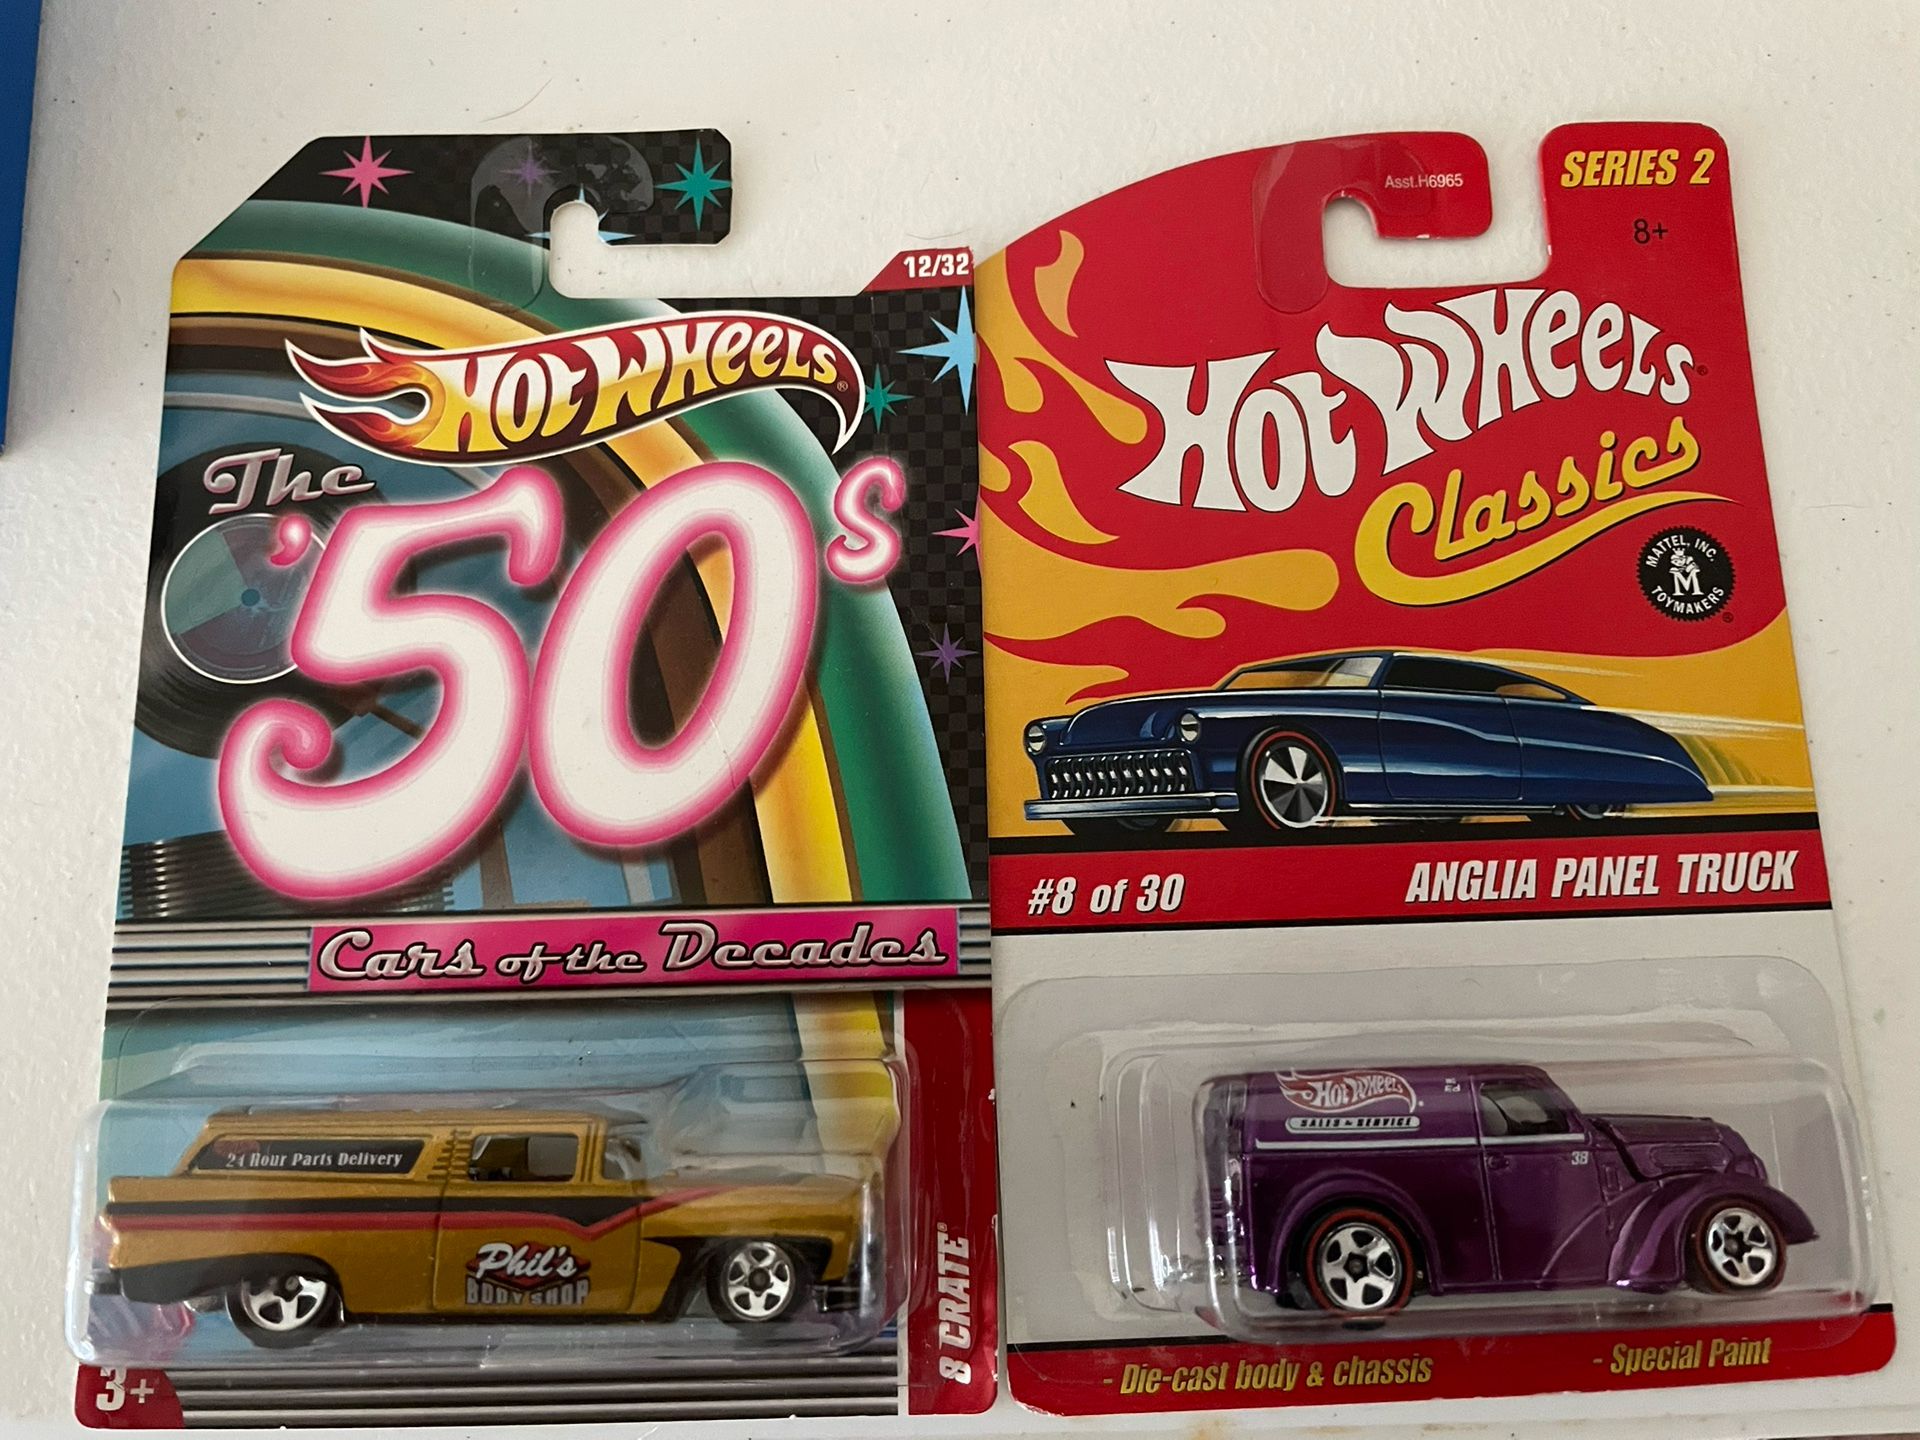 12/32
HOT WHEELS®
The
'50s
Cars of the Decades
24 Hour Parts Delivery
Phil's
BODY SHOP
8 CRATE®
3+
Asst.H6965
SERIES 2
8+
HOT WHEELS®
Classics
MATTEL, INC.
M
TOYMAKERS®
#8 of 30
ANGLIA PANEL TRUCK
HOT WHEELS
SALES & SERVICE
38
- Die-cast body & chassis
- Special Paint